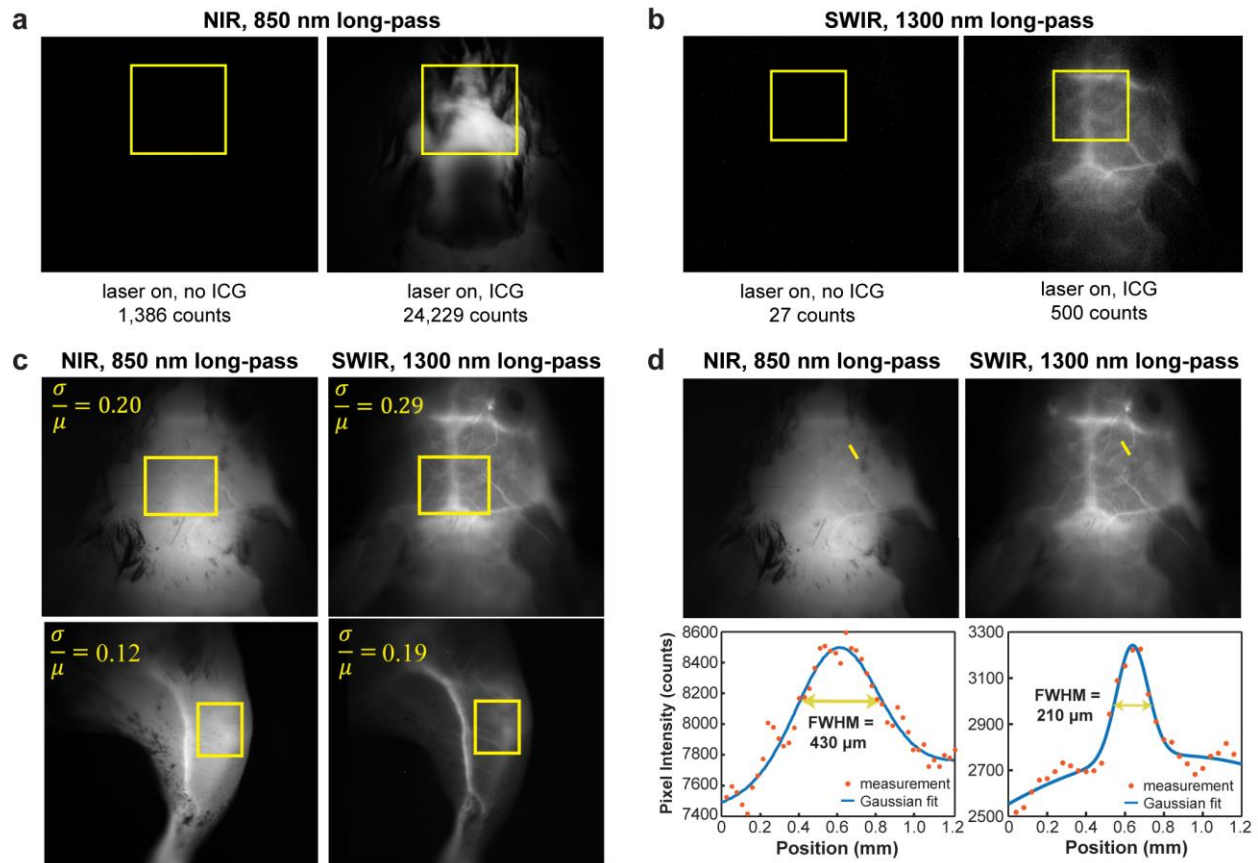 a
NIR, 850 nm long-pass
laser on, no ICG
1,386 counts
laser on, ICG
24,229 counts
b
SWIR, 1300 nm long-pass
laser on, no ICG
27 counts
laser on, ICG
500 counts
c
NIR, 850 nm long-pass
SWIR, 1300 nm long-pass
σ/μ = 0.20
σ/μ = 0.29
σ/μ = 0.12
σ/μ = 0.19
d
NIR, 850 nm long-pass
SWIR, 1300 nm long-pass
Pixel Intensity (counts)
8600
8400
8200
8000
7800
7600
7400
FWHM =
430 μm
measurement
Gaussian fit
0 0.2 0.4 0.6 0.8 1.0 1.2
Position (mm)
3300
3100
2900
2700
2500
FWHM =
210 μm
measurement
Gaussian fit
0 0.2 0.4 0.6 0.8 1.0 1.2
Position (mm)